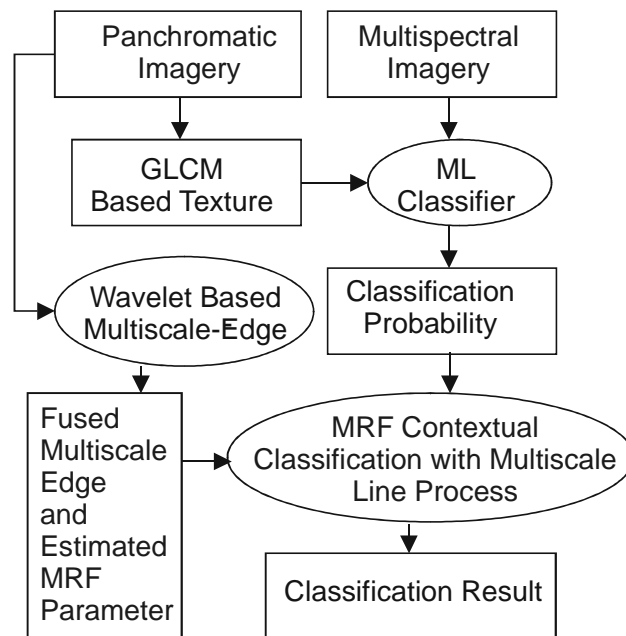 Panchromatic
Imagery
Multispectral
Imagery
GLCM
Based Texture
ML
Classifier
Wavelet Based
Multiscale-Edge
Classification
Probability
Fused
Multiscale
Edge
and
Estimated
MRF
Parameter
MRF Contextual
Classification with Multiscale
Line Process
Classification Result